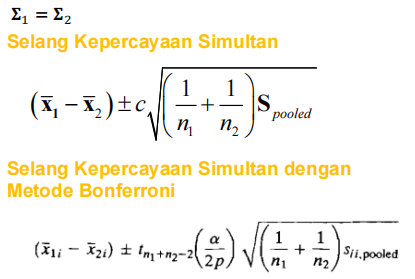 Σ₁ = Σ₂
Selang Kepercayaan Simultan
(x̄₁ − x̄₂) ± c√((1/n₁ + 1/n₂) S_pooled)
Selang Kepercayaan Simultan dengan
Metode Bonferroni
(x̄₁ᵢ − x̄₂ᵢ) ± t_{n₁+n₂−2}(α/2p) √((1/n₁ + 1/n₂) s_{ii,pooled})